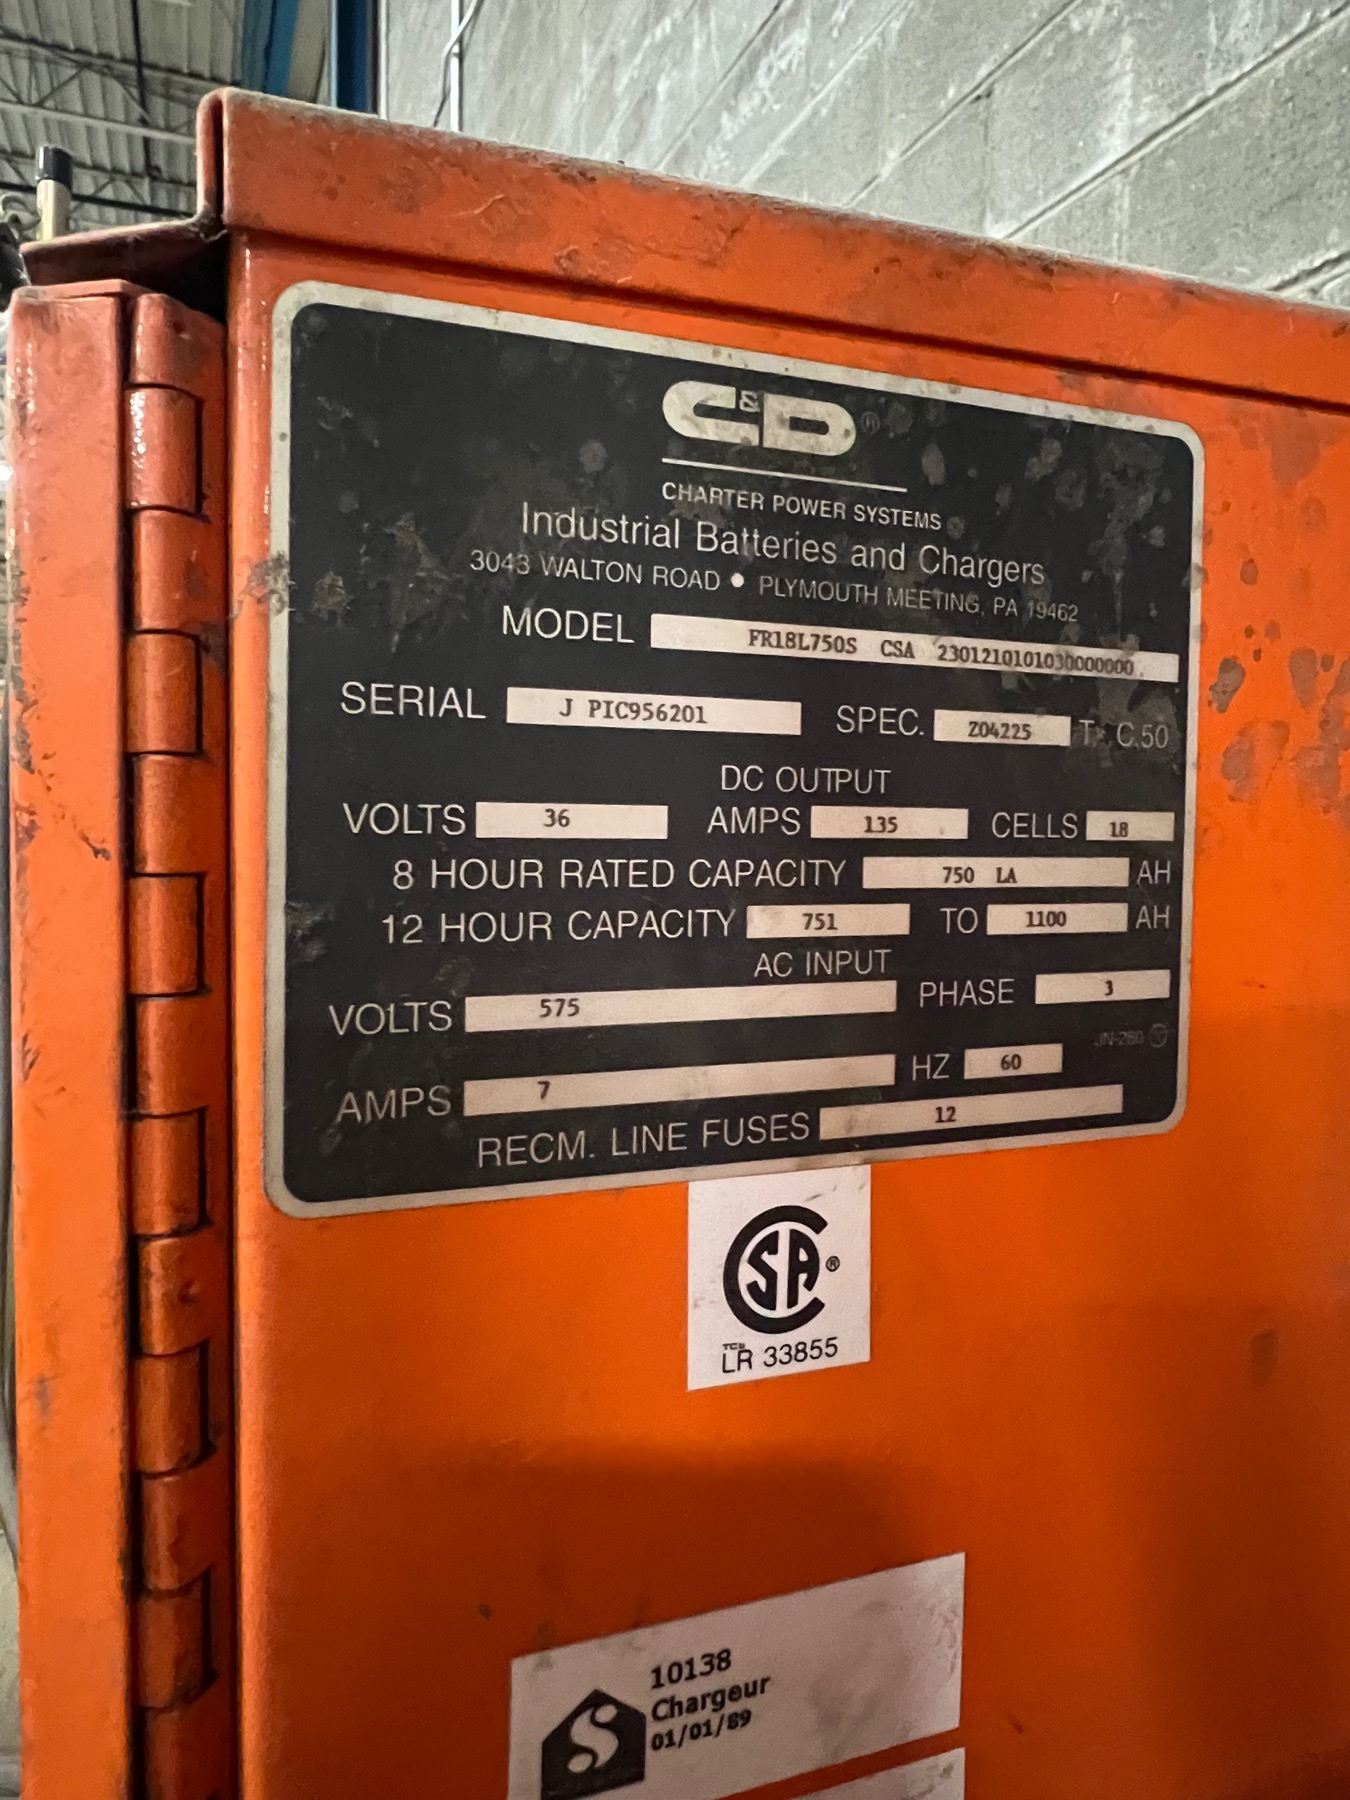 C&D®
CHARTER POWER SYSTEMS
Industrial Batteries and Chargers
3043 WALTON ROAD • PLYMOUTH MEETING, PA 19462
MODEL FR18L750S CSA 2301210101030000000.
SERIAL J PIC956201 SPEC. Z04225 T. C.50
DC OUTPUT
VOLTS 36 AMPS 135 CELLS 18
8 HOUR RATED CAPACITY 750 LA AH
12 HOUR CAPACITY 751 TO 1100 AH
AC INPUT
VOLTS 575 PHASE 3
JN-280
AMPS 7 HZ 60
RECM. LINE FUSES 12
CSA®
LR 33855
10138
Chargeur
01/01/89
S